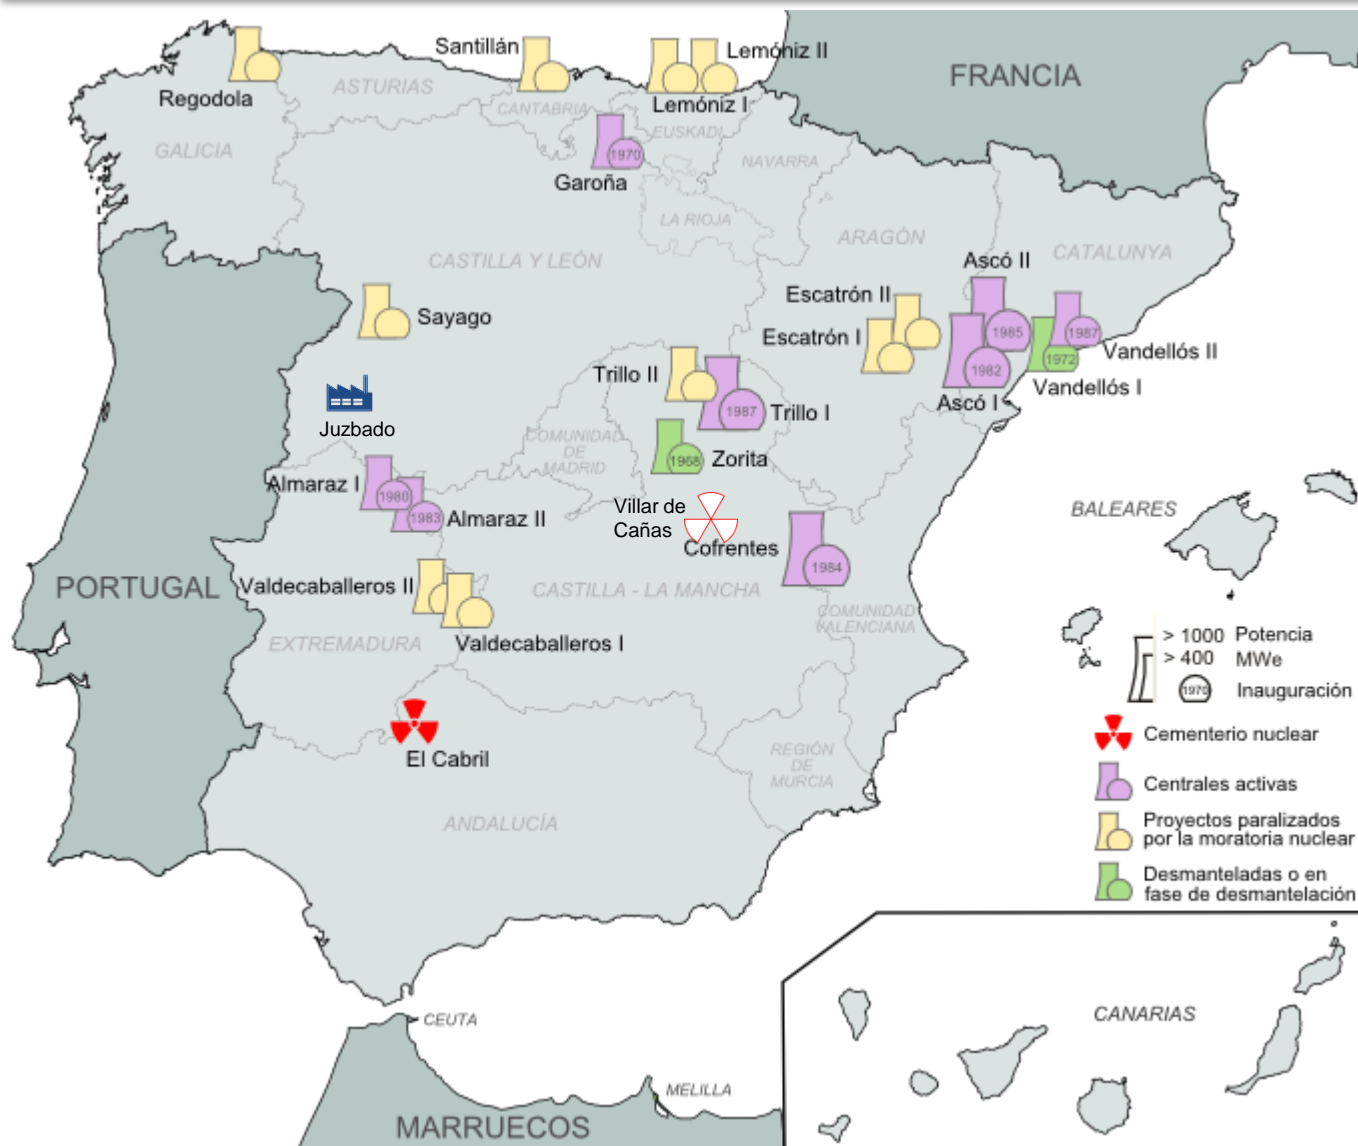 Santillán
Lemóniz II
FRANCIA
Regodola
ASTURIAS
CANTABRIA
Lemóniz I
EUSKADI
GALICIA
1970
NAVARRA
Garoña
LA RIOJA
ARAGÓN
CATALUNYA
CASTILLA Y LEÓN
Ascó II
Escatrón II
Sayago
Escatrón I
1985
1987
Vandellós II
1972
Vandellós I
1982
Ascó I
Trillo II
1987
Trillo I
Juzbado
COMUNIDAD
DE
MADRID
1968
Zorita
Almaraz I
1980
1983
Almaraz II
Villar de
Cañas
Cofrentes
1984
BALEARES
PORTUGAL
Valdecaballeros II
CASTILLA - LA MANCHA
COMUNIDAD
VALENCIANA
EXTREMADURA
Valdecaballeros I
> 1000 Potencia
> 400 MWe
1970 Inauguración
El Cabril
Cementerio nuclear
REGIÓN
DE
MURCIA
Centrales activas
ANDALUCÍA
Proyectos paralizados
por la moratoria nuclear
Desmanteladas o en
fase de desmantelación
CEUTA
CANARIAS
MELILLA
MARRUECOS